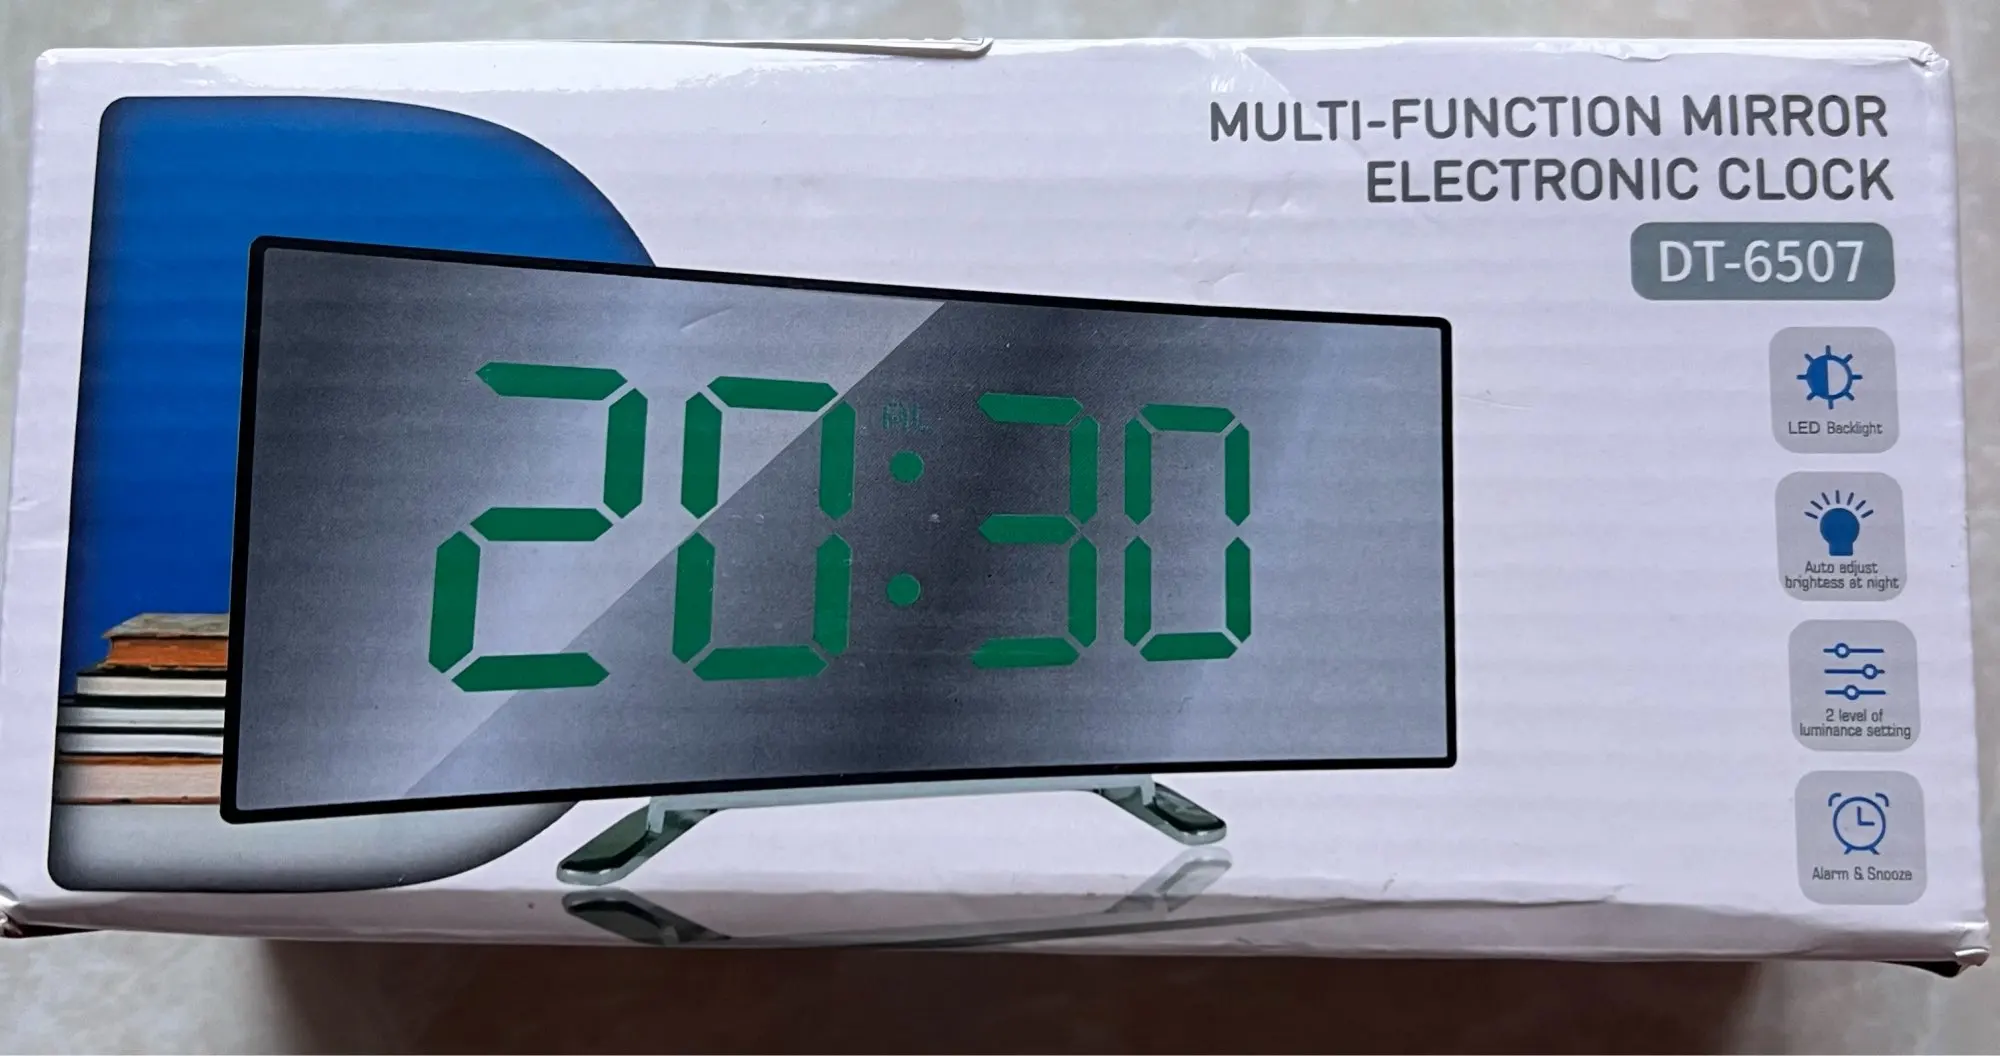 MULTI-FUNCTION MIRROR
ELECTRONIC CLOCK
DT-6507
20:30
LED Backlight
Auto adjust
brightess at night
2 level of
luminance setting
Alarm & Snooze